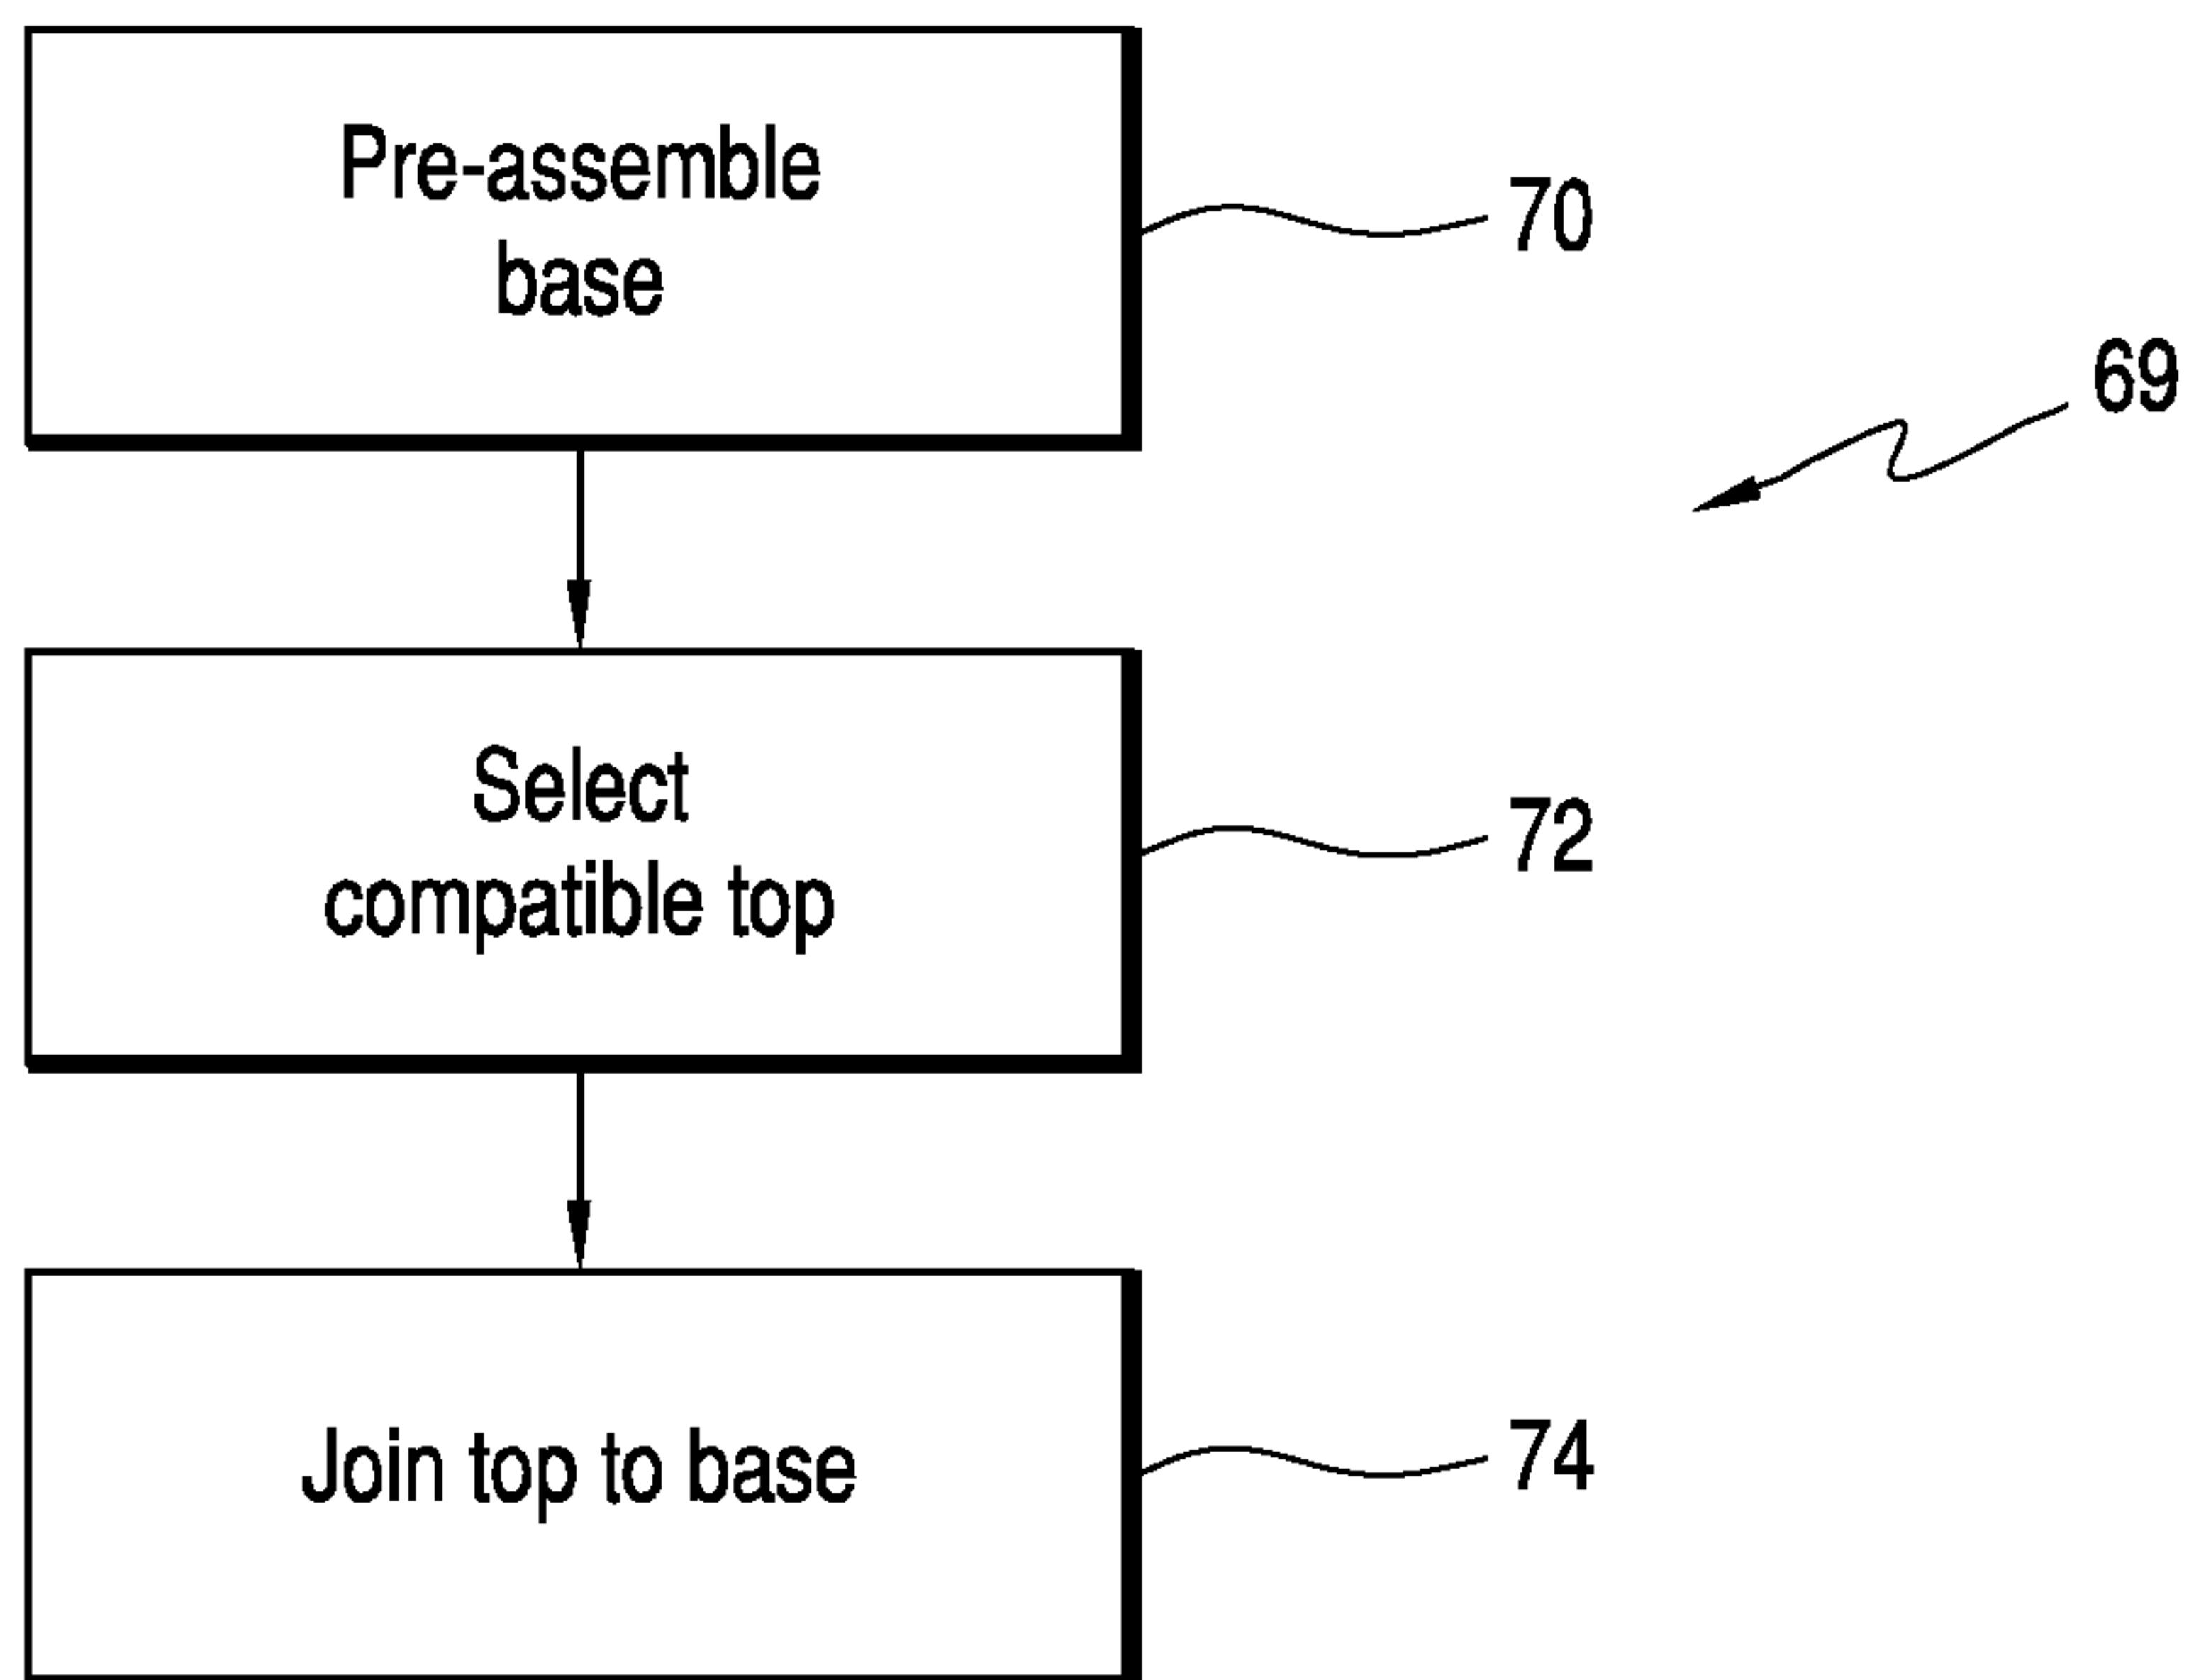 Pre-assemble
base
70
69
Select
compatible top
72
Join top to base
74